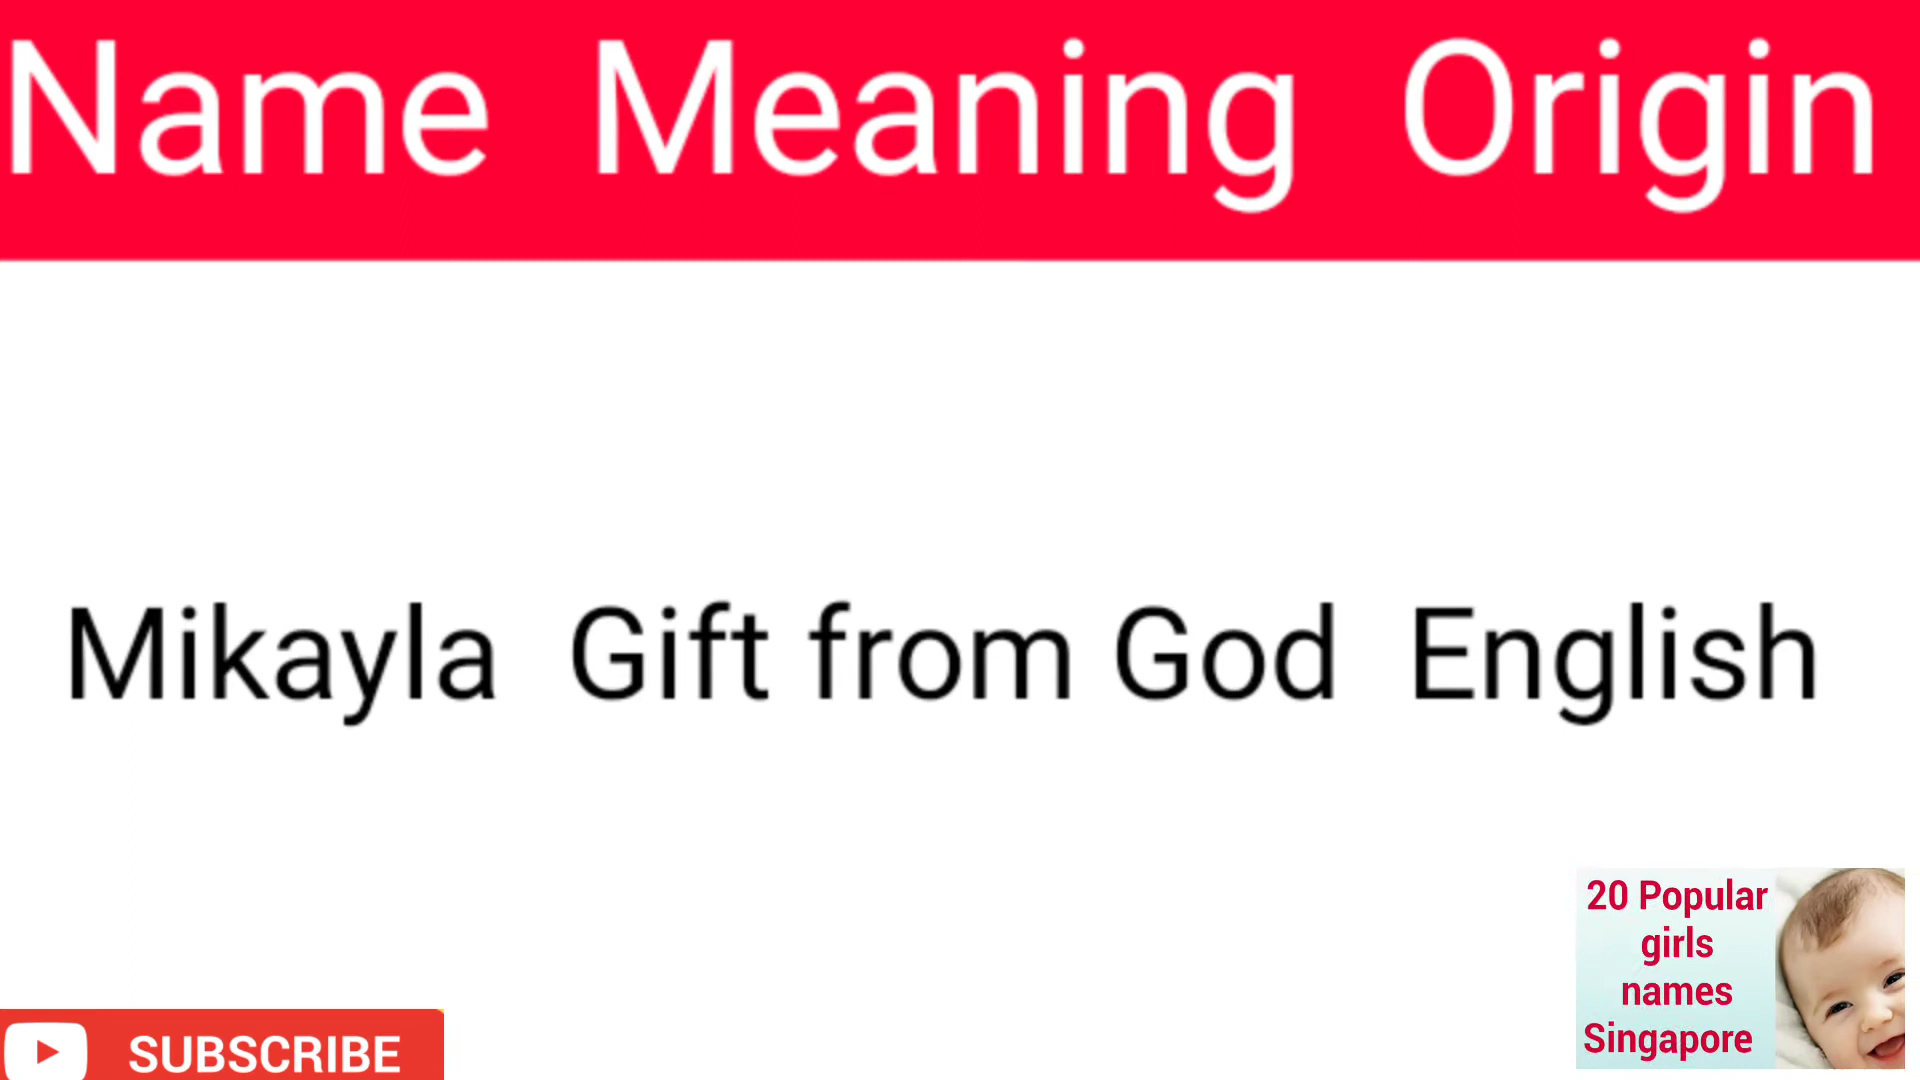 Name Meaning Origin
Mikayla Gift from God English
20 Popular
girls
names
Singapore
SUBSCRIBE